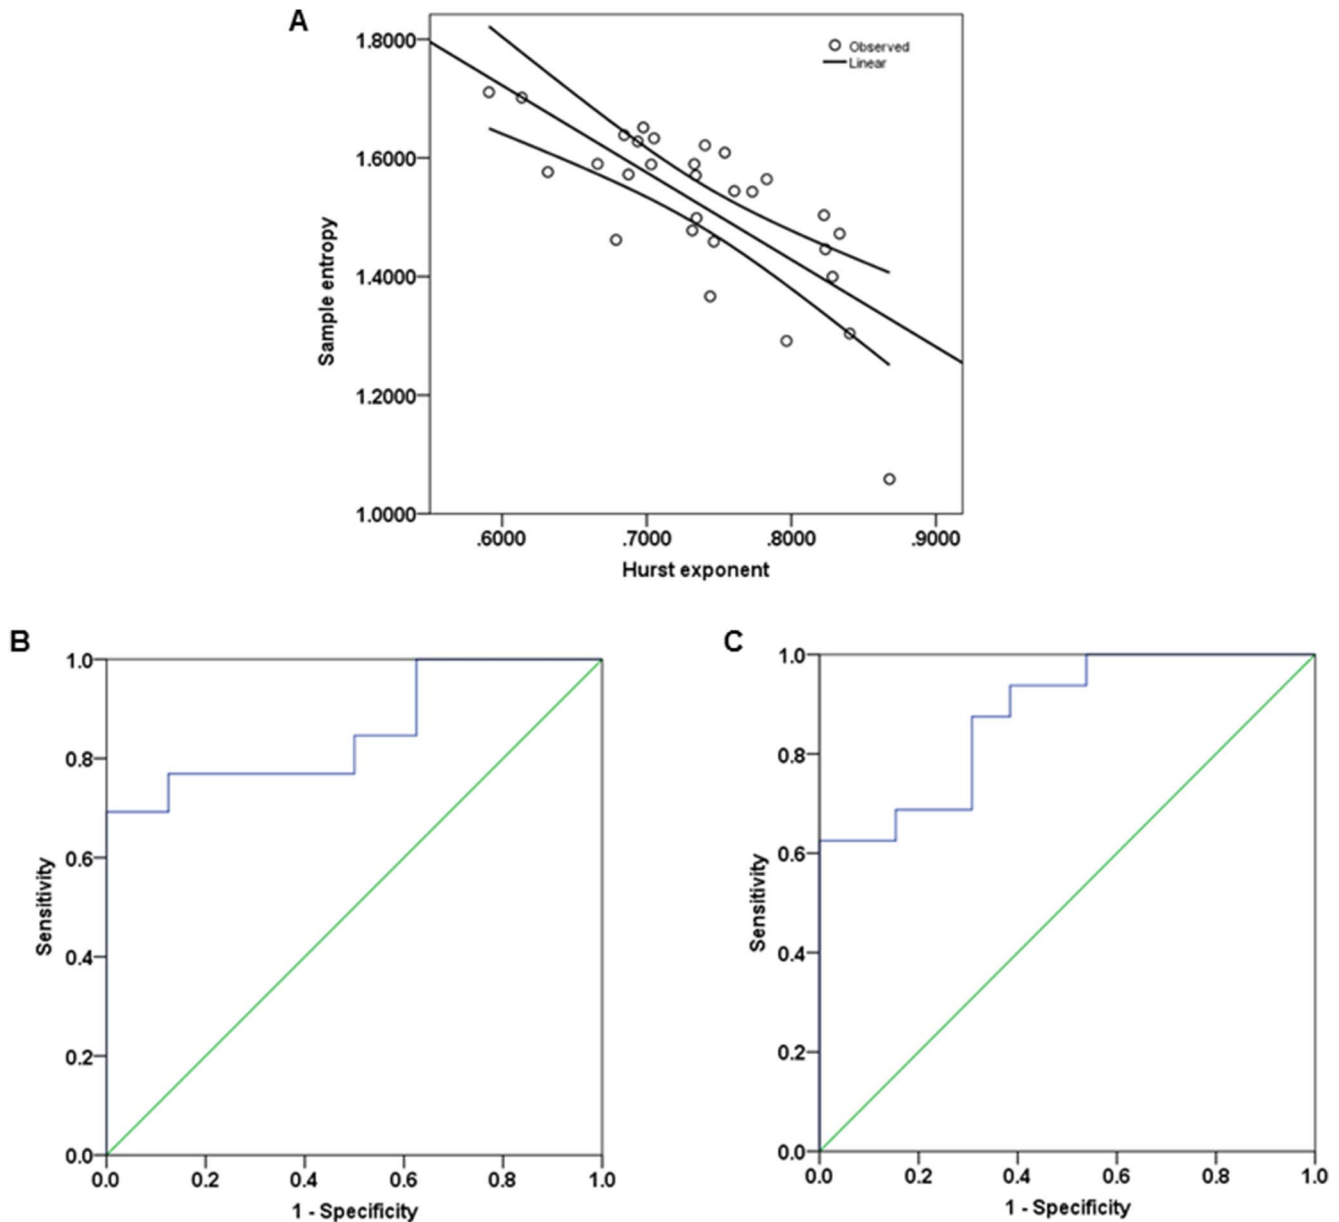 A
1.8000
1.6000
1.4000
1.2000
1.0000
Sample entropy
Observed
Linear
.6000 .7000 .8000 .9000
Hurst exponent
B
1.0
0.8
0.6
0.4
0.2
0.0
Sensitivity
0.0 0.2 0.4 0.6 0.8 1.0
1 - Specificity
C
1.0
0.8
0.6
0.4
0.2
0.0
Sensitivity
0.0 0.2 0.4 0.6 0.8 1.0
1 - Specificity